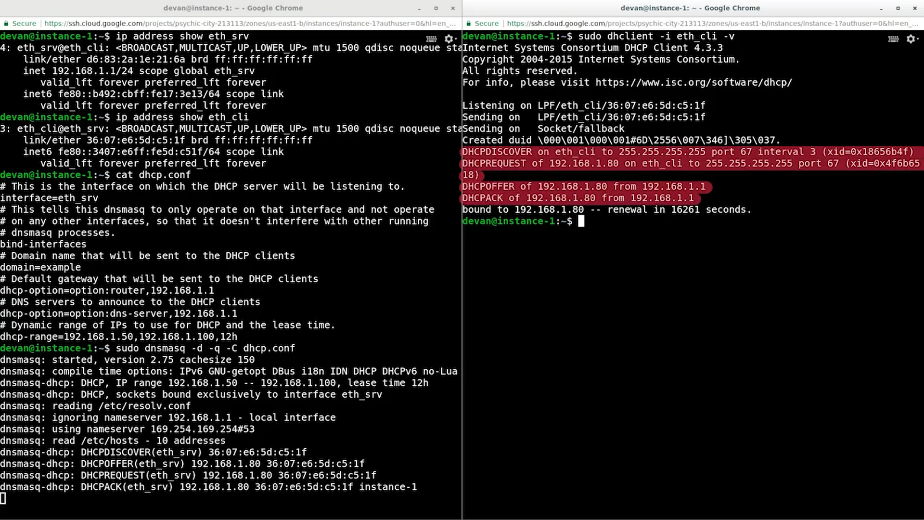 devan@instance-1: ~ - Google Chrome
Secure https://ssh.cloud.google.com/projects/psychic-city-213113/zones/us-east1-b/instances/instance-1?authuser=0&hl=en_...
devan@instance-1:~$ ip address show eth_srv
4: eth_srv@eth_cli: <BROADCAST,MULTICAST,UP,LOWER_UP> mtu 1500 qdisc noqueue sta
link/ether d6:83:2a:1e:21:6a brd ff:ff:ff:ff:ff:ff
inet 192.168.1.1/24 scope global eth_srv
valid_lft forever preferred_lft forever
inet6 fe80::b492:cbff:fe17:3e13/64 scope link
valid_lft forever preferred_lft forever
devan@instance-1:~$ ip address show eth_cli
3: eth_cli@eth_srv: <BROADCAST,MULTICAST,UP,LOWER_UP> mtu 1500 qdisc noqueue sta
link/ether 36:07:e6:5d:c5:1f brd ff:ff:ff:ff:ff:ff
inet6 fe80::3407:e6ff:fe5d:c51f/64 scope link
valid_lft forever preferred_lft forever
devan@instance-1:~$ cat dhcp.conf
# This is the interface on which the DHCP server will be listening to.
interface=eth_srv
# This tells this dnsmasq to only operate on that interface and not operate
# on any other interfaces, so that it doesn't interfere with other running
# dnsmasq processes.
bind-interfaces
# Domain name that will be sent to the DHCP clients
domain=example
# Default gateway that will be sent to the DHCP clients
dhcp-option=option:router,192.168.1.1
# DNS servers to announce to the DHCP clients
dhcp-option=option:dns-server,192.168.1.1
# Dynamic range of IPs to use for DHCP and the lease time.
dhcp-range=192.168.1.50,192.168.1.100,12h
devan@instance-1:~$ sudo dnsmasq -d -q -C dhcp.conf
dnsmasq: started, version 2.75 cachesize 150
dnsmasq: compile time options: IPv6 GNU-getopt DBus i18n IDN DHCP DHCPv6 no-Lua
dnsmasq-dhcp: DHCP, IP range 192.168.1.50 -- 192.168.1.100, lease time 12h
dnsmasq-dhcp: DHCP, sockets bound exclusively to interface eth_srv
dnsmasq: reading /etc/resolv.conf
dnsmasq: ignoring nameserver 192.168.1.1 - local interface
dnsmasq: using nameserver 169.254.169.254#53
dnsmasq: read /etc/hosts - 10 addresses
dnsmasq-dhcp: DHCPDISCOVER(eth_srv) 36:07:e6:5d:c5:1f
dnsmasq-dhcp: DHCPOFFER(eth_srv) 192.168.1.80 36:07:e6:5d:c5:1f
dnsmasq-dhcp: DHCPREQUEST(eth_srv) 192.168.1.80 36:07:e6:5d:c5:1f
dnsmasq-dhcp: DHCPACK(eth_srv) 192.168.1.80 36:07:e6:5d:c5:1f instance-1
devan@instance-1: ~ - Google Chrome
Secure https://ssh.cloud.google.com/projects/psychic-city-213113/zones/us-east1-b/instances/instance-1?authuser=0&hl=en_...
devan@instance-1:~$ sudo dhclient -i eth_cli -v
Internet Systems Consortium DHCP Client 4.3.3
Copyright 2004-2015 Internet Systems Consortium.
All rights reserved.
For info, please visit https://www.isc.org/software/dhcp/
Listening on LPF/eth_cli/36:07:e6:5d:c5:1f
Sending on   LPF/eth_cli/36:07:e6:5d:c5:1f
Sending on   Socket/fallback
Created duid \000\001\000\001#6D\2556\007\346]\305\037.
DHCPDISCOVER on eth_cli to 255.255.255.255 port 67 interval 3 (xid=0x18656b4f)
DHCPREQUEST of 192.168.1.80 on eth_cli to 255.255.255.255 port 67 (xid=0x4f6b65
18)
DHCPOFFER of 192.168.1.80 from 192.168.1.1
DHCPACK of 192.168.1.80 from 192.168.1.1
bound to 192.168.1.80 -- renewal in 16261 seconds.
devan@instance-1:~$